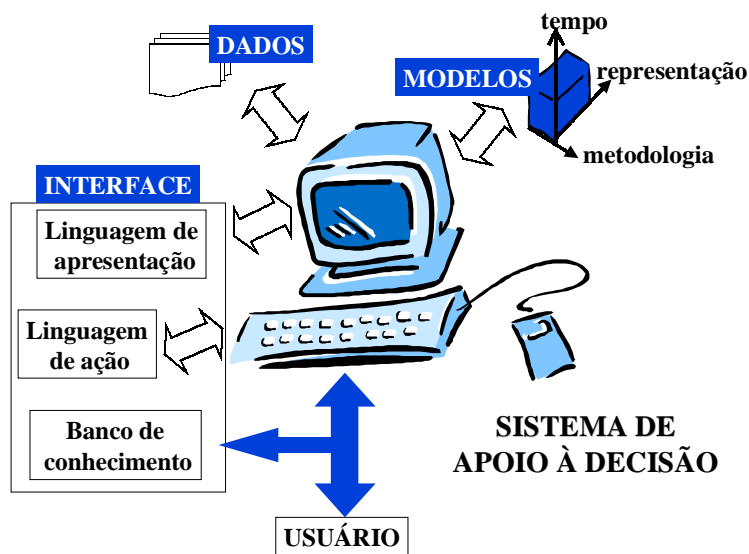 DADOS
tempo
MODELOS
representação
metodologia
INTERFACE
Linguagem de
apresentação
Linguagem
de ação
Banco de
conhecimento
SISTEMA DE
APOIO À DECISÃO
USUÁRIO